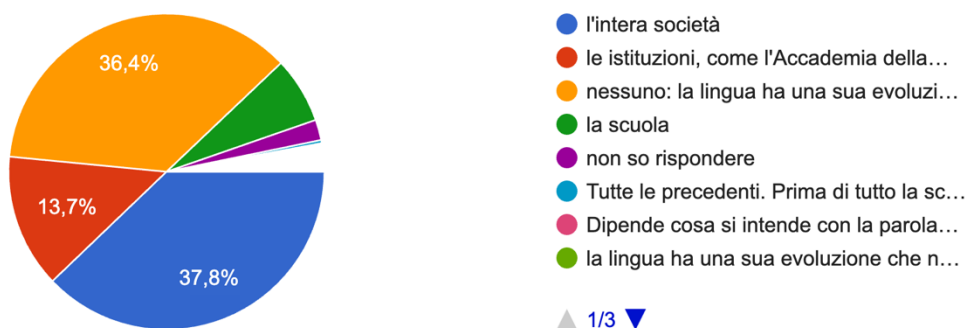 36,4%
13,7%
37,8%
l'intera società
le istituzioni, come l'Accademia della…
nessuno: la lingua ha una sua evoluzi…
la scuola
non so rispondere
Tutte le precedenti. Prima di tutto la sc…
Dipende cosa si intende con la parola…
la lingua ha una sua evoluzione che n…
1/3